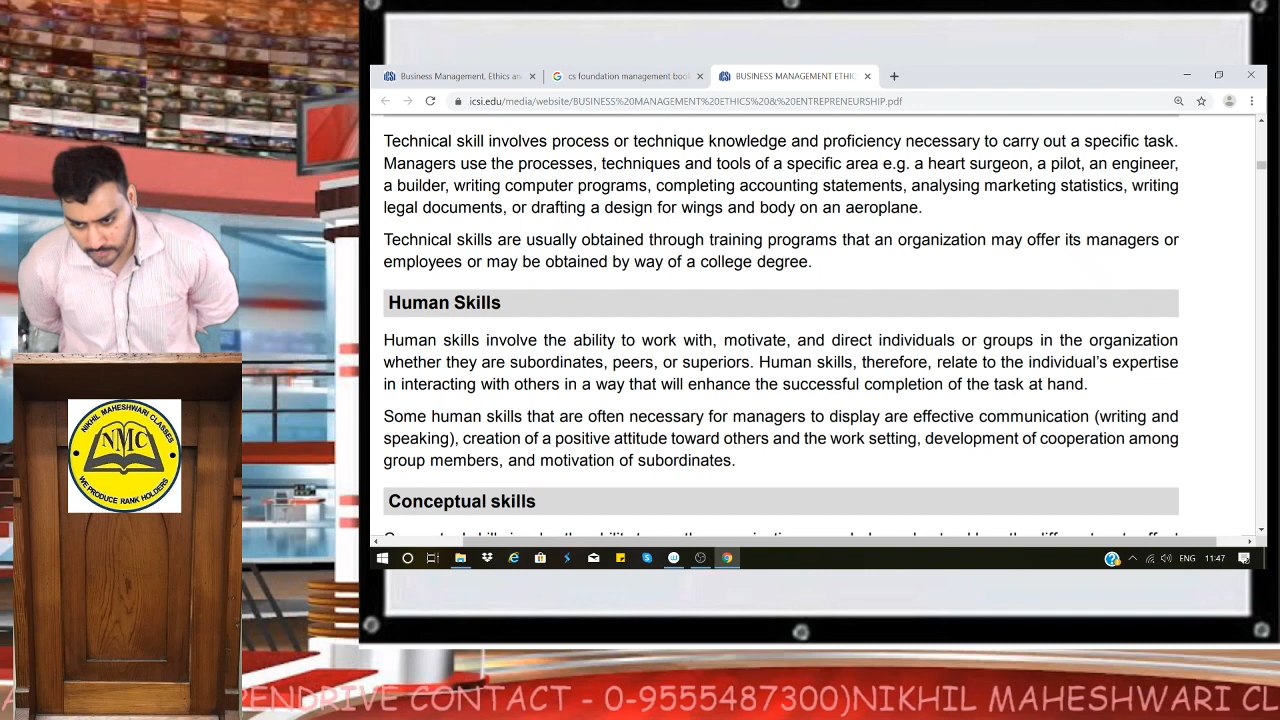 Business Management. Ethics an
cs foundation management boo
BUSINESS MANAGEMENT ETHIC
icsi.edu/media/website/BUSINESS%20MANAGEMENT%20ETHICS%20&%20ENTREPRENEURSHIP.pdf
Technical skill involves process or technique knowledge and proficiency necessary to carry out a specific task.
Managers use the processes, techniques and tools of a specific area e.g. a heart surgeon, a pilot, an engineer,
a builder, writing computer programs, completing accounting statements, analysing marketing statistics, writing
legal documents, or drafting a design for wings and body on an aeroplane.
Technical skills are usually obtained through training programs that an organization may offer its managers or
employees or may be obtained by way of a college degree.
Human Skills
Human skills involve the ability to work with, motivate, and direct individuals or groups in the organization
whether they are subordinates, peers, or superiors. Human skills, therefore, relate to the individual's expertise
in interacting with others in a way that will enhance the successful completion of the task at hand.
Some human skills that are often necessary for managers to display are effective communication (writing and
speaking), creation of a positive attitude toward others and the work setting, development of cooperation among
group members, and motivation of subordinates.
Conceptual skills
ENG
11:47
NIKHIL MAHESHWARI CLASSES
NMC
WE PRODUCE RANK HOLDERS
ENDRIVE CONTACT - 0-9555487300)NIKHIL MAHESHWARI CL